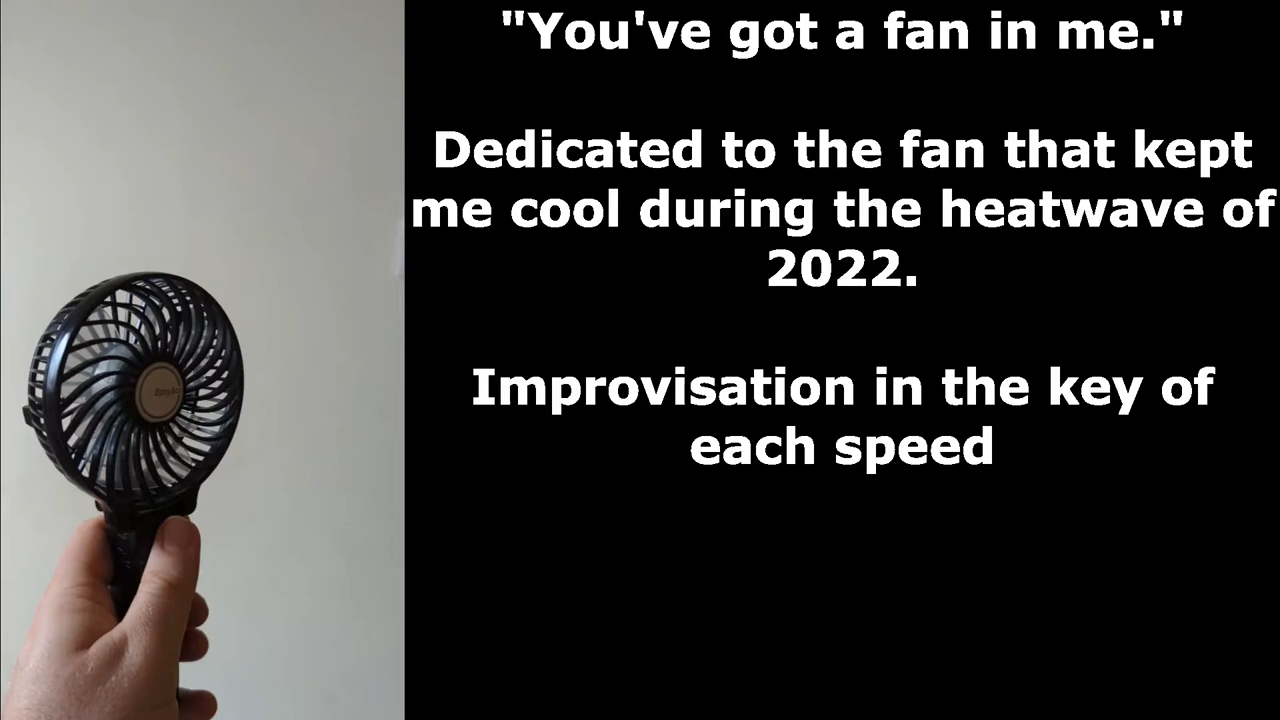 "You've got a fan in me."
Dedicated to the fan that kept
me cool during the heatwave of
2022.
Improvisation in the key of
each speed